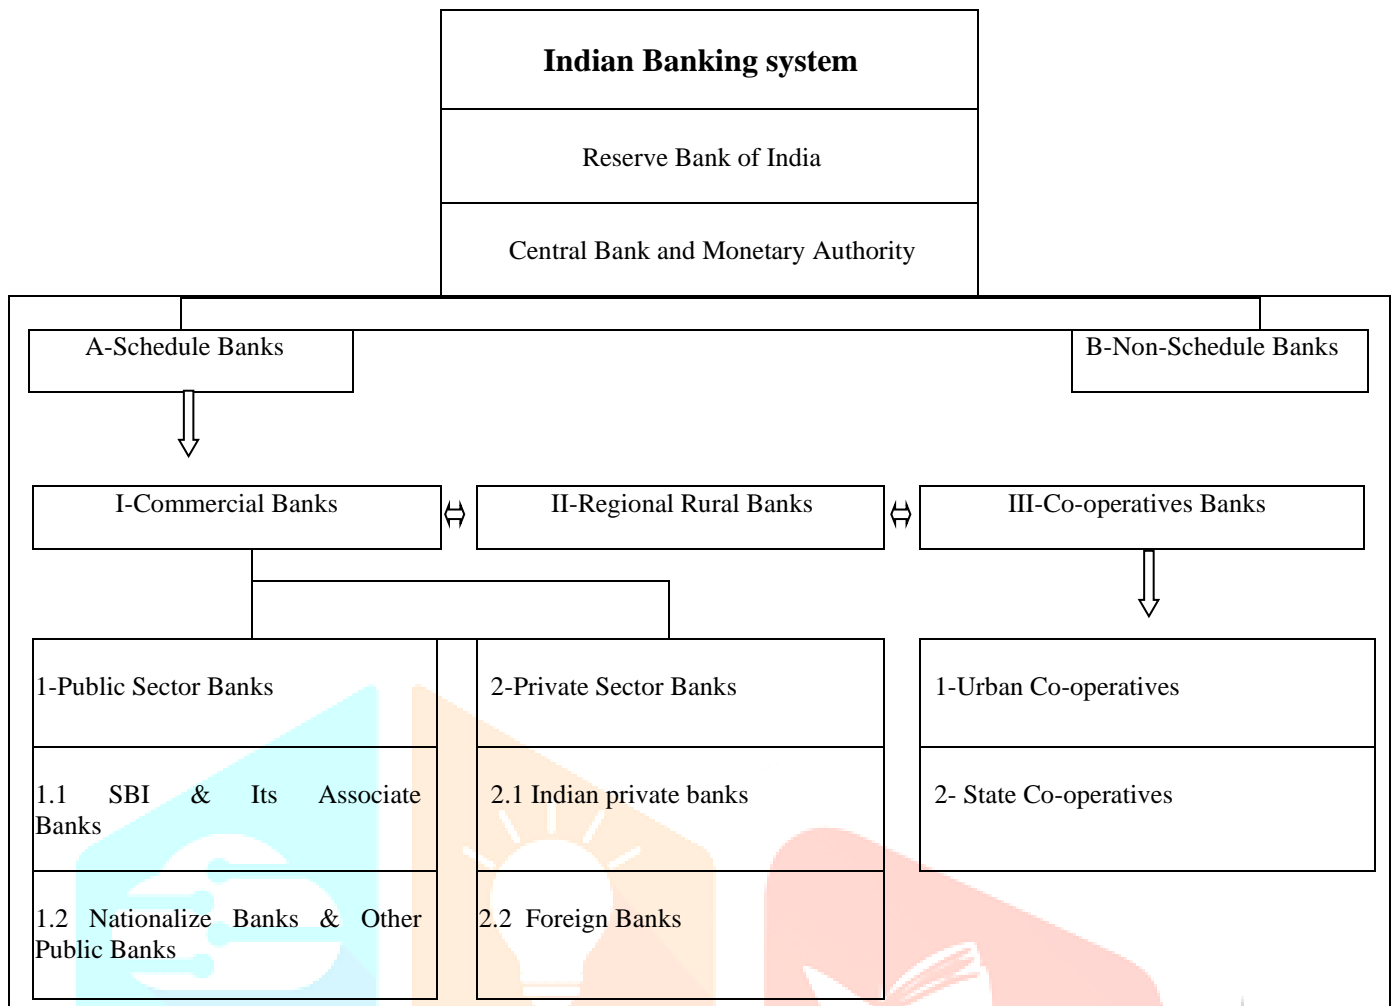 Indian Banking system
Reserve Bank of India
Central Bank and Monetary Authority
A-Schedule Banks
B-Non-Schedule Banks
I-Commercial Banks
II-Regional Rural Banks
III-Co-operatives Banks
1-Public Sector Banks
2-Private Sector Banks
1-Urban Co-operatives
1.1 SBI & Its Associate
Banks
2.1 Indian private banks
2- State Co-operatives
1.2 Nationalize Banks & Other
Public Banks
2.2 Foreign Banks